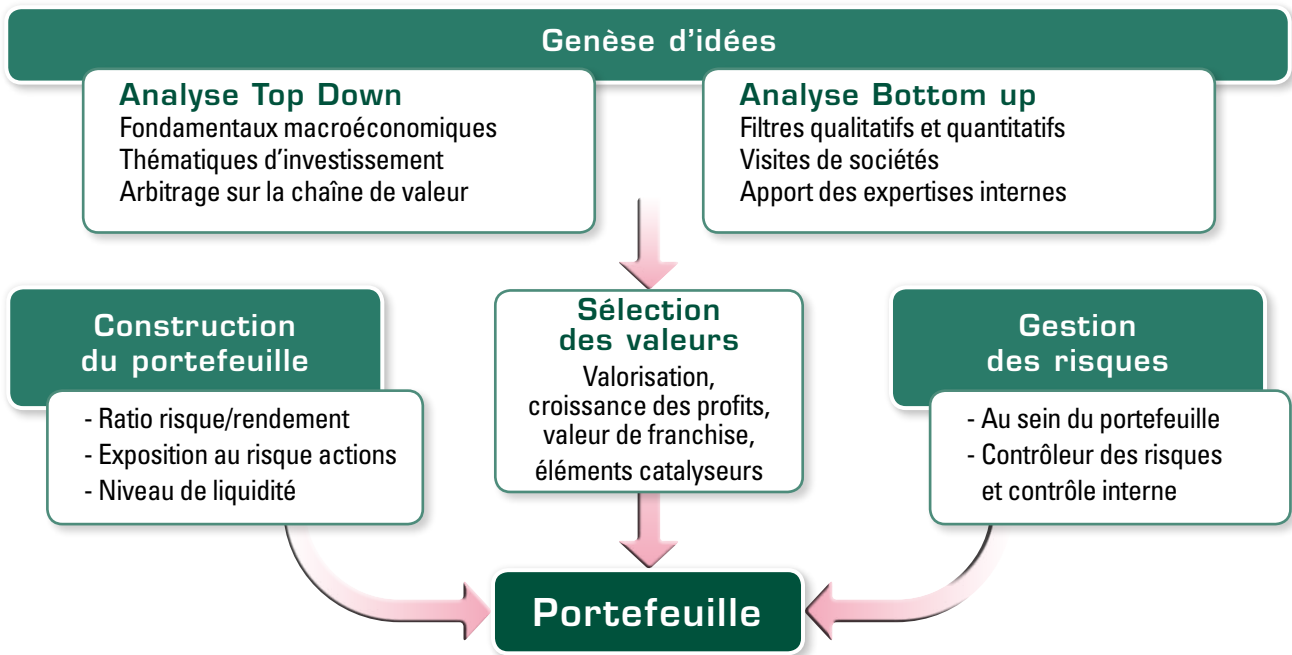 Genèse d'idées
Analyse Top Down
Fondamentaux macroéconomiques
Thématiques d'investissement
Arbitrage sur la chaîne de valeur
Analyse Bottom up
Filtres qualitatifs et quantitatifs
Visites de sociétés
Apport des expertises internes
Construction
du portefeuille
- Ratio risque/rendement
- Exposition au risque actions
- Niveau de liquidité
Sélection
des valeurs
Valorisation,
croissance des profits,
valeur de franchise,
éléments catalyseurs
Gestion
des risques
- Au sein du portefeuille
- Contrôleur des risques
et contrôle interne
Portefeuille